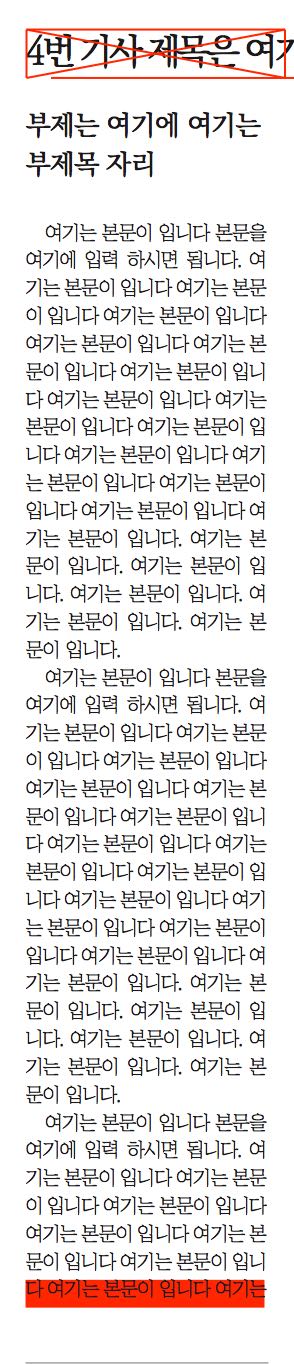 4번 기사 제목은 여기
부제는 여기에 여기는
부제목 자리
여기는 본문이 입니다 본문을
여기에 입력 하시면 됩니다. 여
기는 본문이 입니다 여기는 본문
이 입니다 여기는 본문이 입니다
여기는 본문이 입니다 여기는 본
문이 입니다 여기는 본문이 입니
다 여기는 본문이 입니다 여기는
본문이 입니다 여기는 본문이 입
니다 여기는 본문이 입니다 여기
는 본문이 입니다 여기는 본문이
입니다 여기는 본문이 입니다 여
기는 본문이 입니다. 여기는 본
문이 입니다. 여기는 본문이 입
니다. 여기는 본문이 입니다. 여
기는 본문이 입니다. 여기는 본
문이 입니다.
여기는 본문이 입니다 본문을
여기에 입력 하시면 됩니다. 여
기는 본문이 입니다 여기는 본문
이 입니다 여기는 본문이 입니다
여기는 본문이 입니다 여기는 본
문이 입니다 여기는 본문이 입니
다 여기는 본문이 입니다 여기는
본문이 입니다 여기는 본문이 입
니다 여기는 본문이 입니다 여기
는 본문이 입니다 여기는 본문이
입니다 여기는 본문이 입니다 여
기는 본문이 입니다. 여기는 본
문이 입니다. 여기는 본문이 입
니다. 여기는 본문이 입니다. 여
기는 본문이 입니다. 여기는 본
문이 입니다.
여기는 본문이 입니다 본문을
여기에 입력 하시면 됩니다. 여
기는 본문이 입니다 여기는 본문
이 입니다 여기는 본문이 입니다
여기는 본문이 입니다 여기는 본
문이 입니다 여기는 본문이 입니
다 여기는 본문이 입니다 여기는